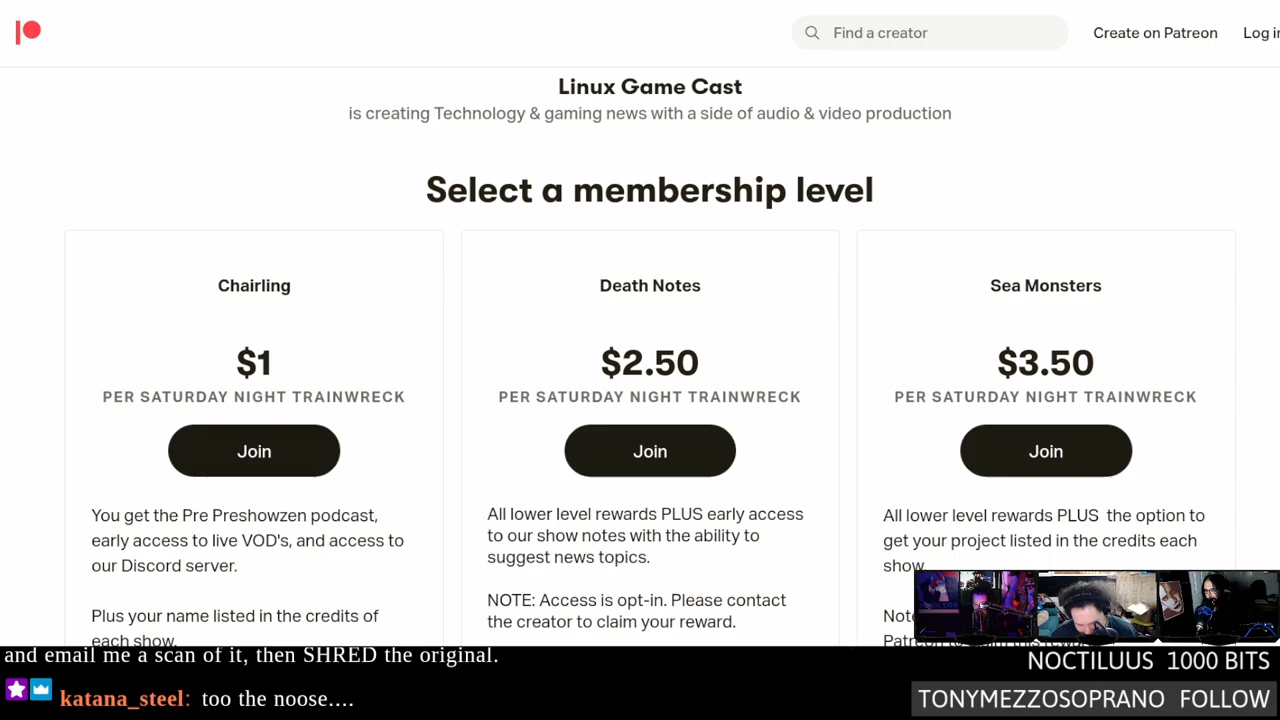 Find a creator
Create on Patreon
Log in
Linux Game Cast
is creating Technology & gaming news with a side of audio & video production
Select a membership level
Chairling
$1
PER SATURDAY NIGHT TRAINWRECK
Join
You get the Pre Preshowzen podcast,
early access to live VOD's, and access to
our Discord server.
Plus your name listed in the credits of
each show.
Death Notes
$2.50
PER SATURDAY NIGHT TRAINWRECK
Join
All lower level rewards PLUS early access
to our show notes with the ability to
suggest news topics.
NOTE: Access is opt-in. Please contact
the creator to claim your reward.
Sea Monsters
$3.50
PER SATURDAY NIGHT TRAINWRECK
Join
All lower level rewards PLUS the option to
get your project listed in the credits each
show.
and email me a scan of it, then SHRED the original.
katana_steel: too the noose....
NOCTILUUS 1000 BITS
TONYMEZZOSOPRANO FOLLOW